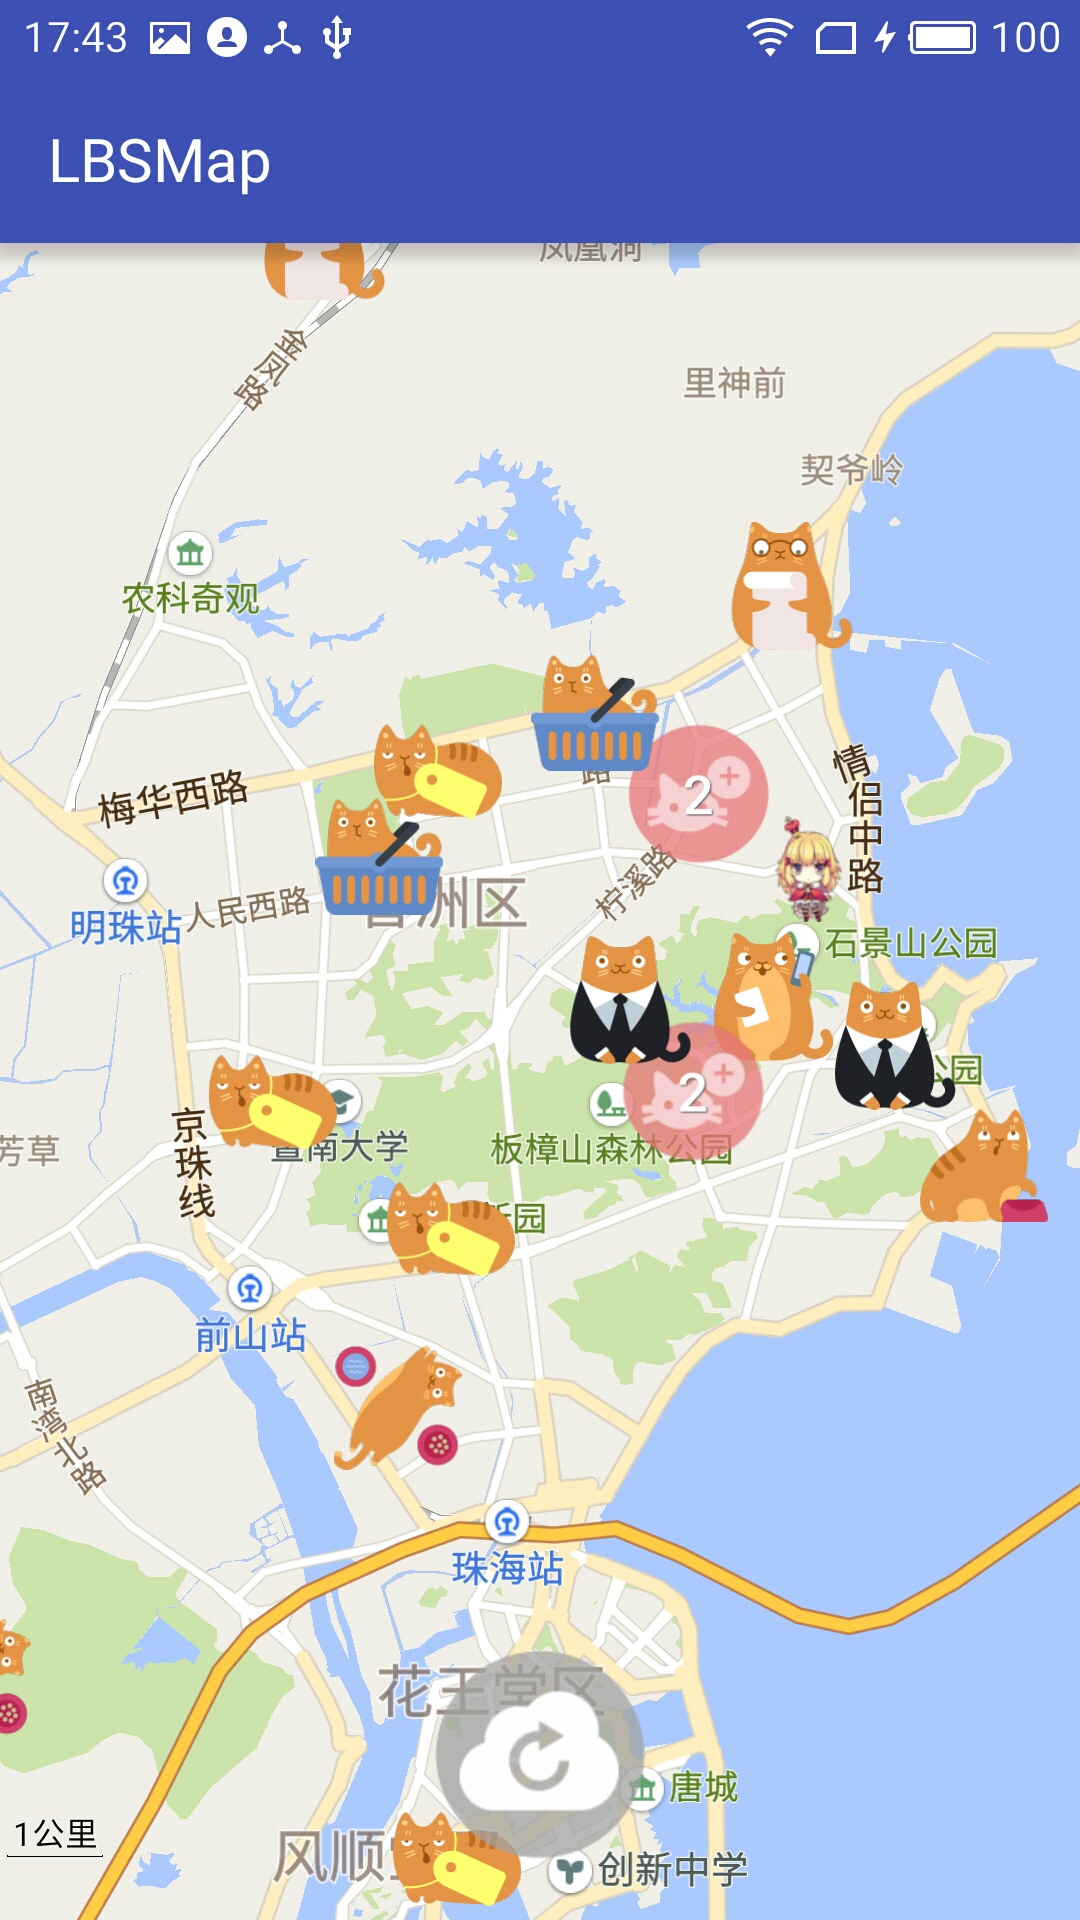 17:43
100
LBSMap
凤凰洞
金凤路
里神前
契爷岭
农科奇观
情侣中路
梅华西路
路
2
柠溪路
人民西路
明珠站
香洲区
石景山公园
公园
2
京珠线
芳草
暨南大学
板樟山森林公园
新园
前山站
南湾北路
珠海站
花王堂区
唐城
1公里
风顺
创新中学